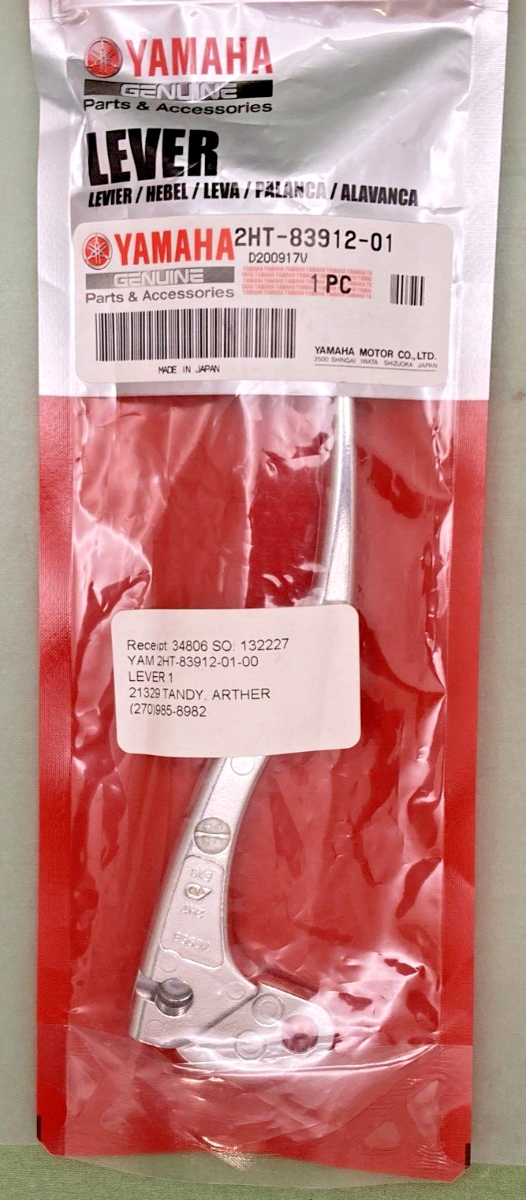 YAMAHA
GENUINE
Parts & Accessories
LEVER
LEVIER / HEBEL / LEVA / PALANCA / ALAVANCA
YAMAHA 2HT-83912-01
D200917V
GENUINE
1 PC
Parts & Accessories
YAMAHA MOTOR CO., LTD.
2500 SHINGAI IWATA SHIZUOKA JAPAN
MADE IN JAPAN
Receipt 34806 SO: 132227
YAM 2HT-83912-01-00
LEVER 1
21329 TANDY, ARTHER
(270)985-8982